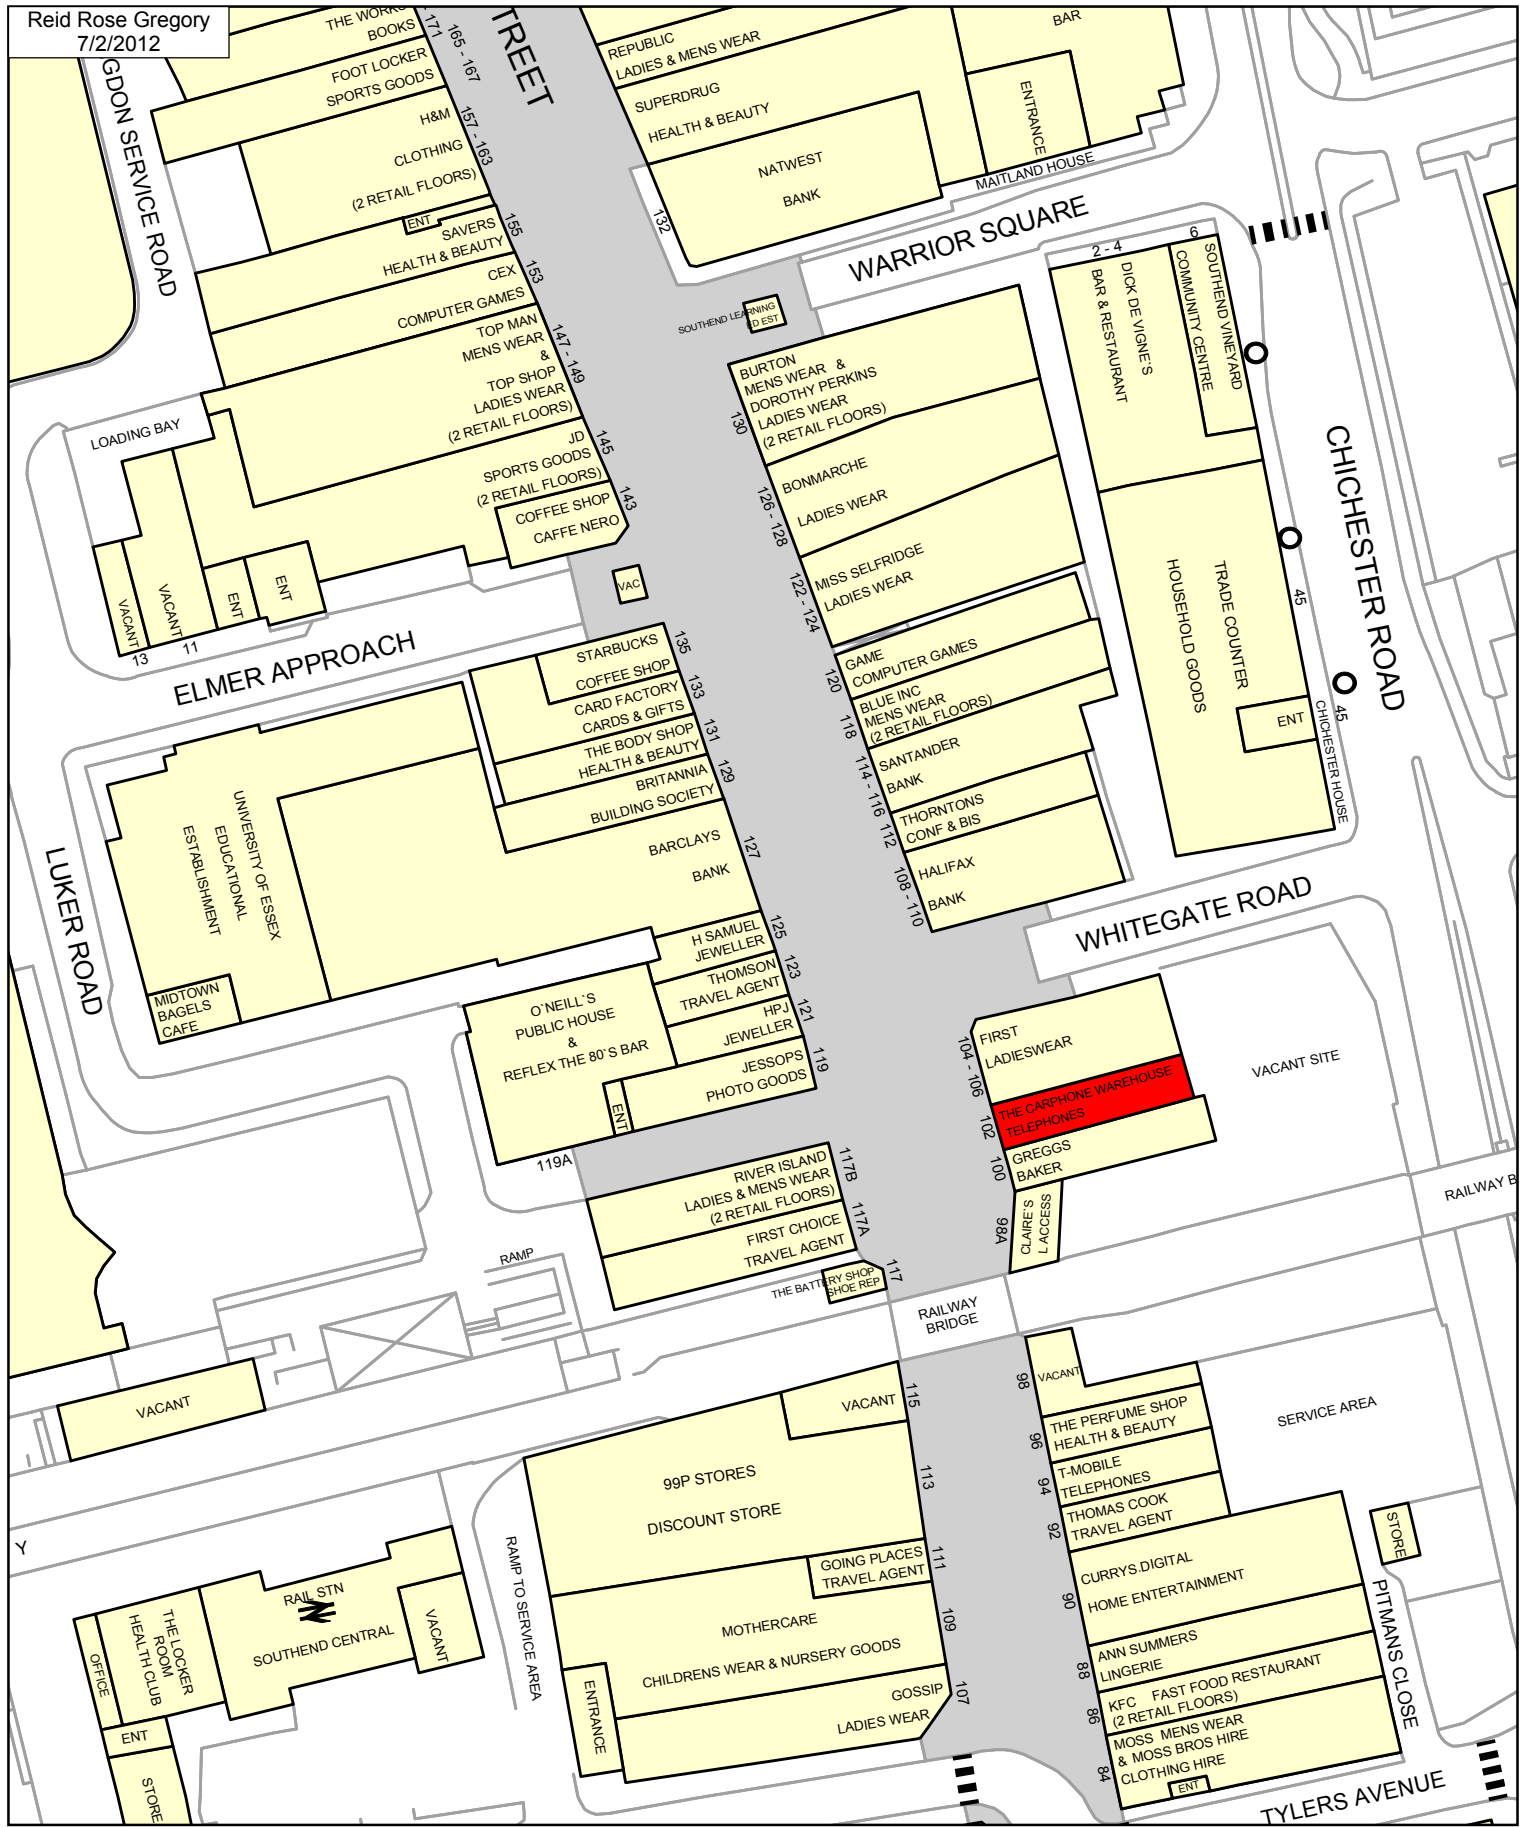 Reid Rose Gregory
7/2/2012
THE WORKS
BOOKS
171
165 - 167
TREET
FOOT LOCKER
SPORTS GOODS
H&M
CLOTHING
(2 RETAIL FLOORS)
157 - 163
GDON SERVICE ROAD
ENT
SAVERS
HEALTH & BEAUTY
155
CEX
COMPUTER GAMES
153
TOP MAN
MENS WEAR
&
TOP SHOP
LADIES WEAR
(2 RETAIL FLOORS)
147 - 149
LOADING BAY
JD
SPORTS GOODS
(2 RETAIL FLOORS)
145
COFFEE SHOP
CAFFE NERO
143
VACANT
13
VACANT
11
ENT
ENT
VAC
ELMER APPROACH
REPUBLIC
LADIES & MENS WEAR
BAR
SUPERDRUG
HEALTH & BEAUTY
ENTRANCE
NATWEST
BANK
132
MAITLAND HOUSE
WARRIOR SQUARE
SOUTHEND LEARNING
ED EST
2 - 4
6
DICK DE VIGNE'S
BAR & RESTAURANT
SOUTHEND VINEYARD
COMMUNITY CENTRE
BURTON
MENS WEAR &
DOROTHY PERKINS
LADIES WEAR
(2 RETAIL FLOORS)
130
BONMARCHE
LADIES WEAR
126 - 128
MISS SELFRIDGE
LADIES WEAR
122 - 124
GAME
COMPUTER GAMES
120
BLUE INC
MENS WEAR
(2 RETAIL FLOORS)
118
SANTANDER
BANK
114 - 116
THORNTONS
CONF & BIS
112
HALIFAX
BANK
108 - 110
TRADE COUNTER
HOUSEHOLD GOODS
ENT
45
45
CHICHESTER HOUSE
CHICHESTER ROAD
WHITEGATE ROAD
STARBUCKS
COFFEE SHOP
135
CARD FACTORY
CARDS & GIFTS
133
THE BODY SHOP
HEALTH & BEAUTY
131
BRITANNIA
BUILDING SOCIETY
129
BARCLAYS
BANK
127
UNIVERSITY OF ESSEX
EDUCATIONAL
ESTABLISHMENT
LUKER ROAD
MIDTOWN
BAGELS
CAFE
H SAMUEL
JEWELLER
125
THOMSON
TRAVEL AGENT
123
HPJ
JEWELLER
121
O`NEILL`S
PUBLIC HOUSE
&
REFLEX THE 80`S BAR
JESSOPS
PHOTO GOODS
119
ENT
119A
FIRST
LADIESWEAR
104 - 106
THE CARPHONE WAREHOUSE
TELEPHONES
102
GREGGS
BAKER
100
CLAIRE'S
L ACCESS
98A
VACANT SITE
RAILWAY B
RIVER ISLAND
LADIES & MENS WEAR
(2 RETAIL FLOORS)
117B
FIRST CHOICE
TRAVEL AGENT
117A
THE BATTERY SHOP
SHOE REP
117
RAMP
RAILWAY
BRIDGE
VACANT
VACANT
115
VACANT
98
THE PERFUME SHOP
HEALTH & BEAUTY
96
SERVICE AREA
T-MOBILE
TELEPHONES
94
THOMAS COOK
TRAVEL AGENT
92
99P STORES
DISCOUNT STORE
113
GOING PLACES
TRAVEL AGENT
111
MOTHERCARE
CHILDRENS WEAR & NURSERY GOODS
109
GOSSIP
LADIES WEAR
107
ENTRANCE
RAMP TO SERVICE AREA
Y
RAIL STN
SOUTHEND CENTRAL
VACANT
THE LOCKER
ROOM
HEALTH CLUB
OFFICE
ENT
STORE
CURRYS.DIGITAL
HOME ENTERTAINMENT
90
ANN SUMMERS
LINGERIE
88
KFC FAST FOOD RESTAURANT
(2 RETAIL FLOORS)
86
MOSS MENS WEAR
& MOSS BROS HIRE
CLOTHING HIRE
84
ENT
STORE
PITMANS CLOSE
TYLERS AVENUE